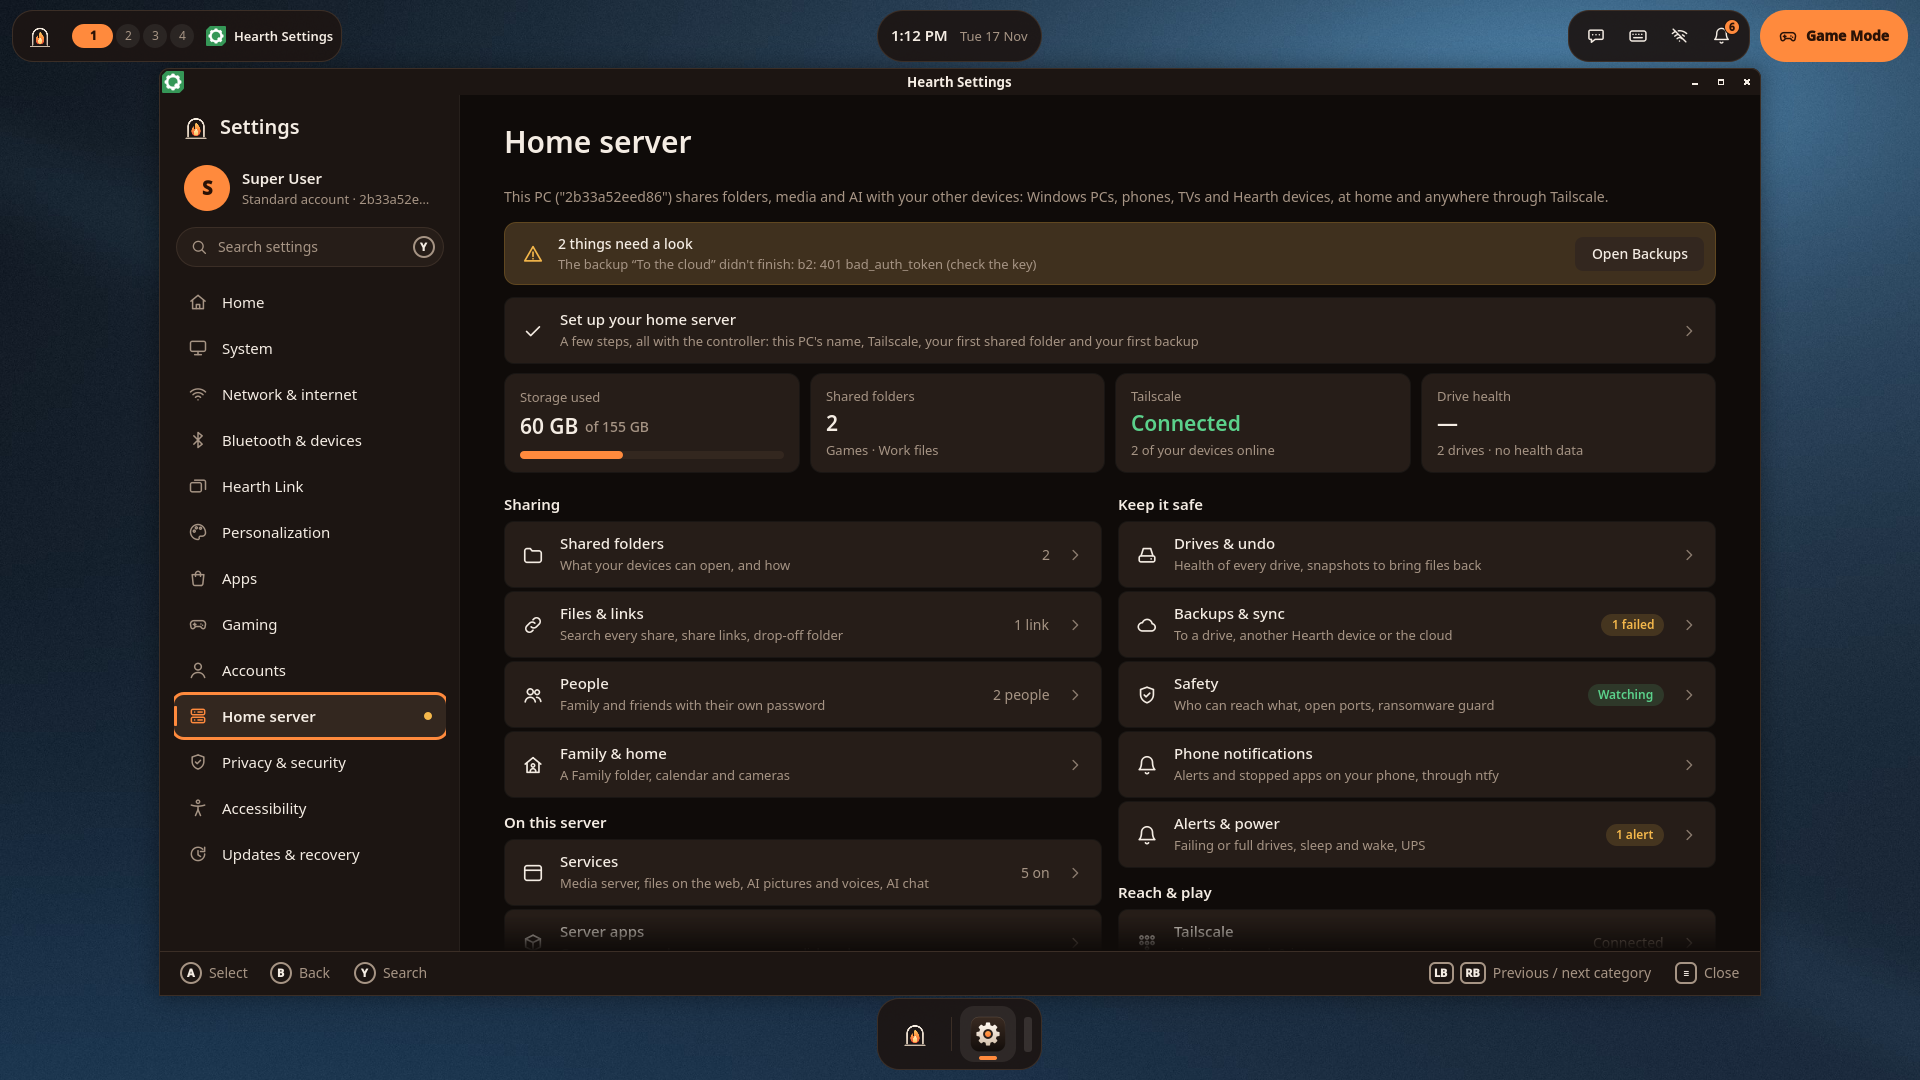 1 2 3 4 Hearth Settings
1:12 PM Tue 17 Nov
6
Game Mode
Hearth Settings
Settings
S
Super User
Standard account · 2b33a52e...
Search settings Y
Home
System
Network & internet
Bluetooth & devices
Hearth Link
Personalization
Apps
Gaming
Accounts
Home server
Privacy & security
Accessibility
Updates & recovery
Home server
This PC ("2b33a52eed86") shares folders, media and AI with your other devices: Windows PCs, phones, TVs and Hearth devices, at home and anywhere through Tailscale.
2 things need a look
The backup “To the cloud” didn't finish: b2: 401 bad_auth_token (check the key)
Open Backups
Set up your home server
A few steps, all with the controller: this PC's name, Tailscale, your first shared folder and your first backup
Storage used
60 GB of 155 GB
Shared folders
2
Games · Work files
Tailscale
Connected
2 of your devices online
Drive health
—
2 drives · no health data
Sharing
Shared folders
What your devices can open, and how
2
Files & links
Search every share, share links, drop-off folder
1 link
People
Family and friends with their own password
2 people
Family & home
A Family folder, calendar and cameras
On this server
Services
Media server, files on the web, AI pictures and voices, AI chat
5 on
Server apps
Keep it safe
Drives & undo
Health of every drive, snapshots to bring files back
Backups & sync
To a drive, another Hearth device or the cloud
1 failed
Safety
Who can reach what, open ports, ransomware guard
Watching
Phone notifications
Alerts and stopped apps on your phone, through ntfy
Alerts & power
Failing or full drives, sleep and wake, UPS
1 alert
Reach & play
Tailscale
Connected
A Select B Back Y Search
LB RB Previous / next category Close